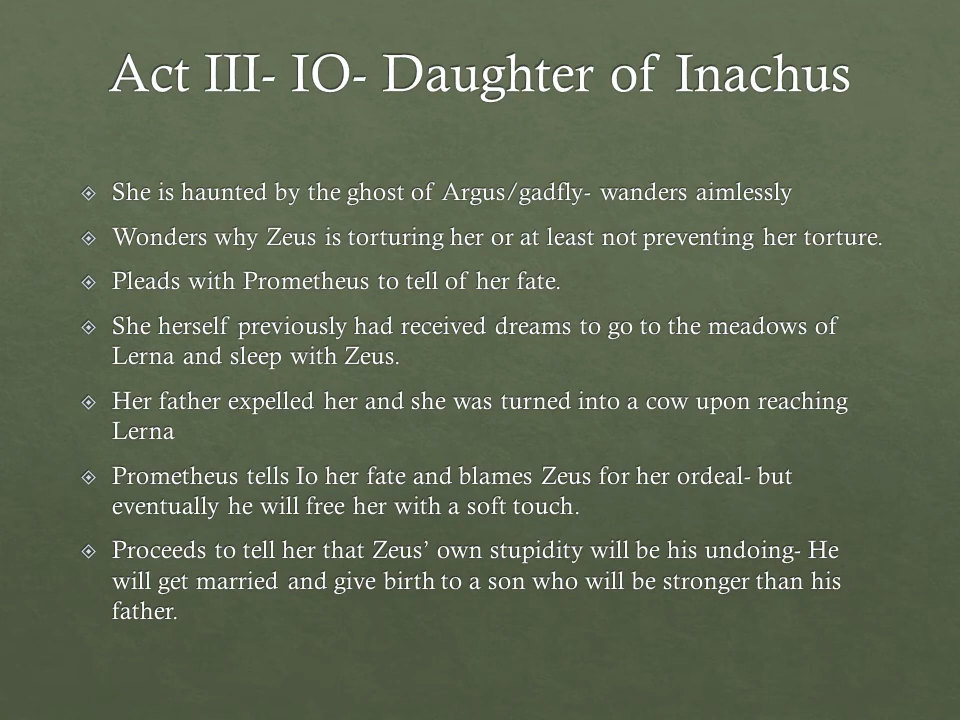 Act III- IO- Daughter of Inachus
She is haunted by the ghost of Argus/gadfly- wanders aimlessly
Wonders why Zeus is torturing her or at least not preventing her torture.
Pleads with Prometheus to tell of her fate.
She herself previously had received dreams to go to the meadows of
Lerna and sleep with Zeus.
Her father expelled her and she was turned into a cow upon reaching
Lerna
Prometheus tells Io her fate and blames Zeus for her ordeal- but
eventually he will free her with a soft touch.
Proceeds to tell her that Zeus’ own stupidity will be his undoing- He
will get married and give birth to a son who will be stronger than his
father.